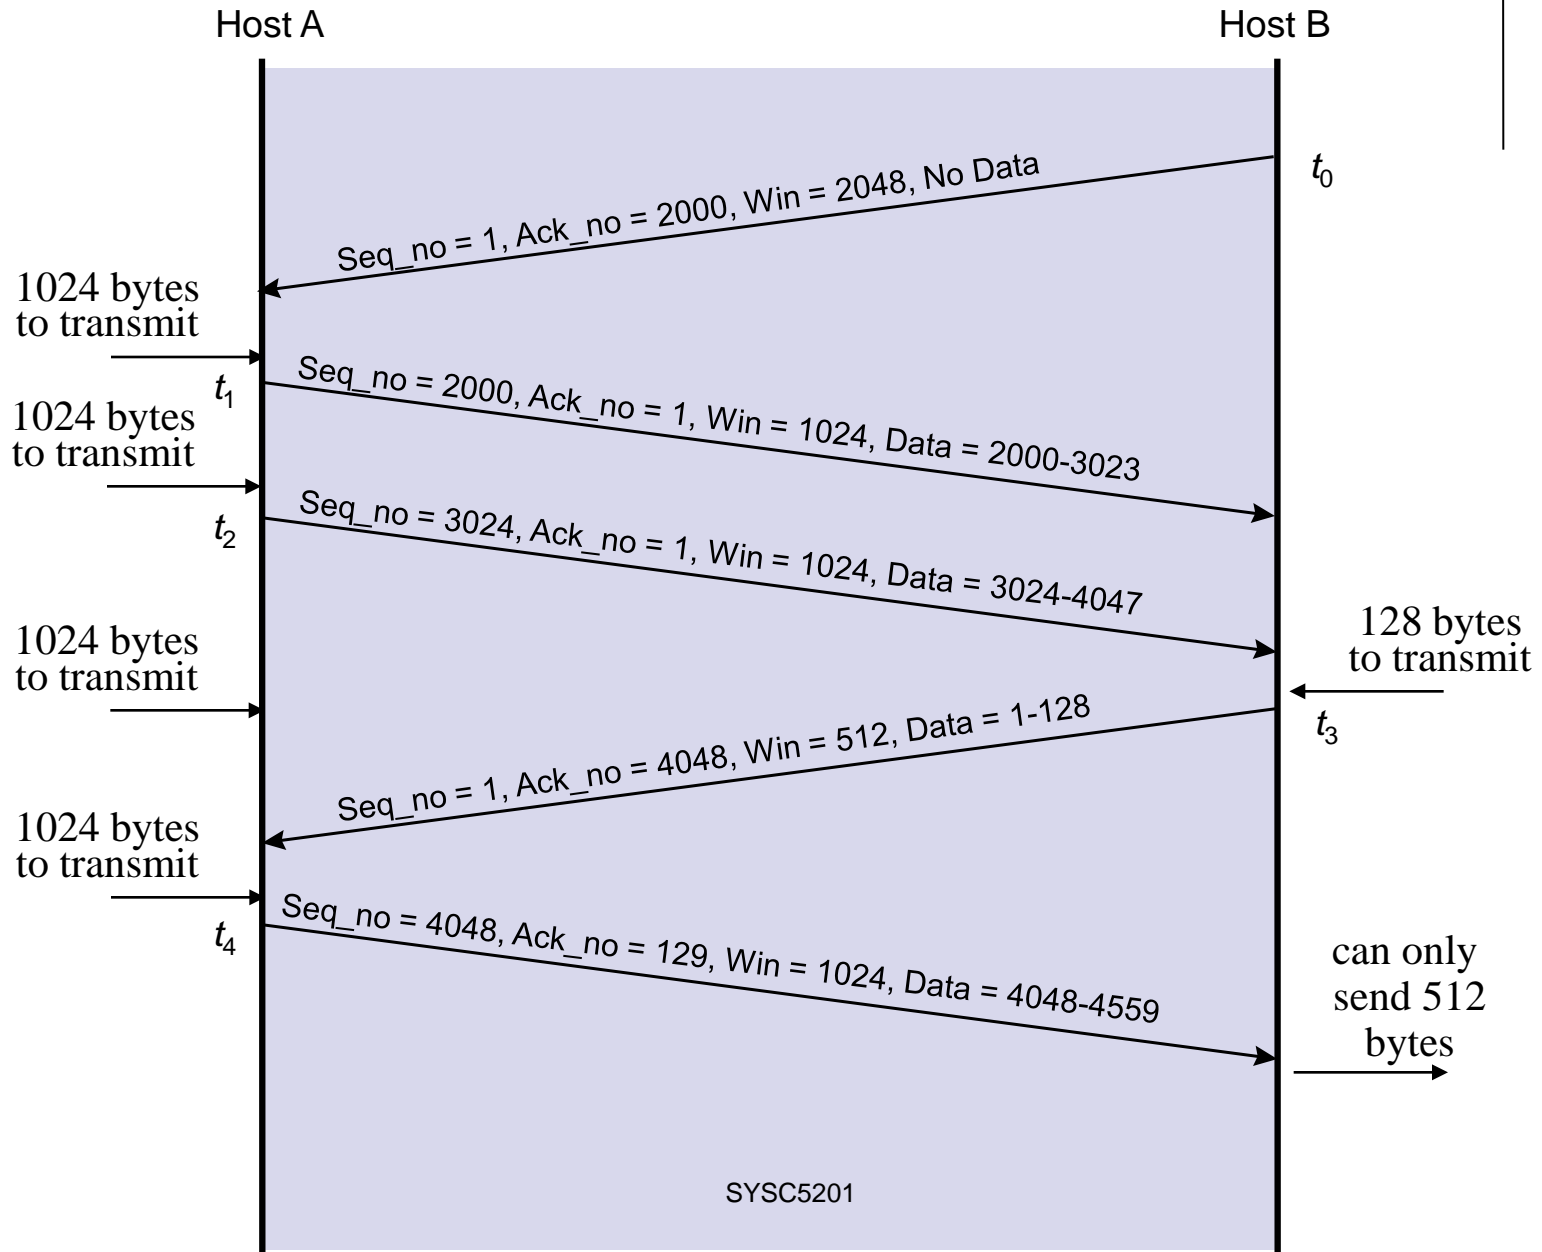 Host A
Host B
t0
Seq_no = 1, Ack_no = 2000, Win = 2048, No Data
1024 bytes
to transmit
t1
Seq_no = 2000, Ack_no = 1, Win = 1024, Data = 2000-3023
1024 bytes
to transmit
t2
Seq_no = 3024, Ack_no = 1, Win = 1024, Data = 3024-4047
1024 bytes
to transmit
128 bytes
to transmit
t3
Seq_no = 1, Ack_no = 4048, Win = 512, Data = 1-128
1024 bytes
to transmit
t4
Seq_no = 4048, Ack_no = 129, Win = 1024, Data = 4048-4559
can only
send 512
bytes
SYSC5201